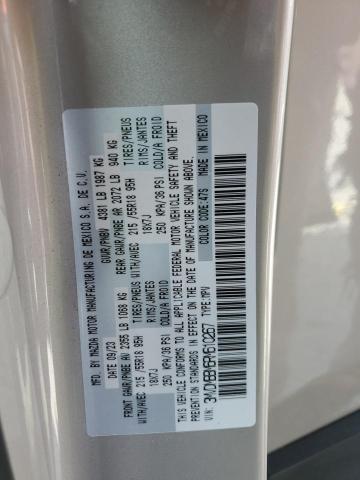 MFD. BY MAZDA MOTOR MANUFACTURING DE MEXICO S.A. DE C.V.
DATE: 09/23 GVWR/PNBV 4381 LB 1987 KG
FRONT GAWR/PNBE AV 2355 LB 1068 KG REAR GAWR/PNBE AR 2072 LB 940 KG
WITH/AVEC 215 /55R18 95H TIRES/PNEUS WITH/AVEC 215 /55R18 95H TIRES/PNEUS
18X7J RIMS/JANTES 18X7J RIMS/JANTES
250 KPA/36 PSI COLD/A FROID 250 KPA/36 PSI COLD/A FROID
THIS VEHICLE CONFORMS TO ALL APPLICABLE FEDERAL MOTOR VEHICLE SAFETY AND THEFT
PREVENTION STANDARDS IN EFFECT ON THE DATE OF MANUFACTURE SHOWN ABOVE.
COLOR/COULEUR:47S MADE IN MEXICO
VIN: TYPE:MPV